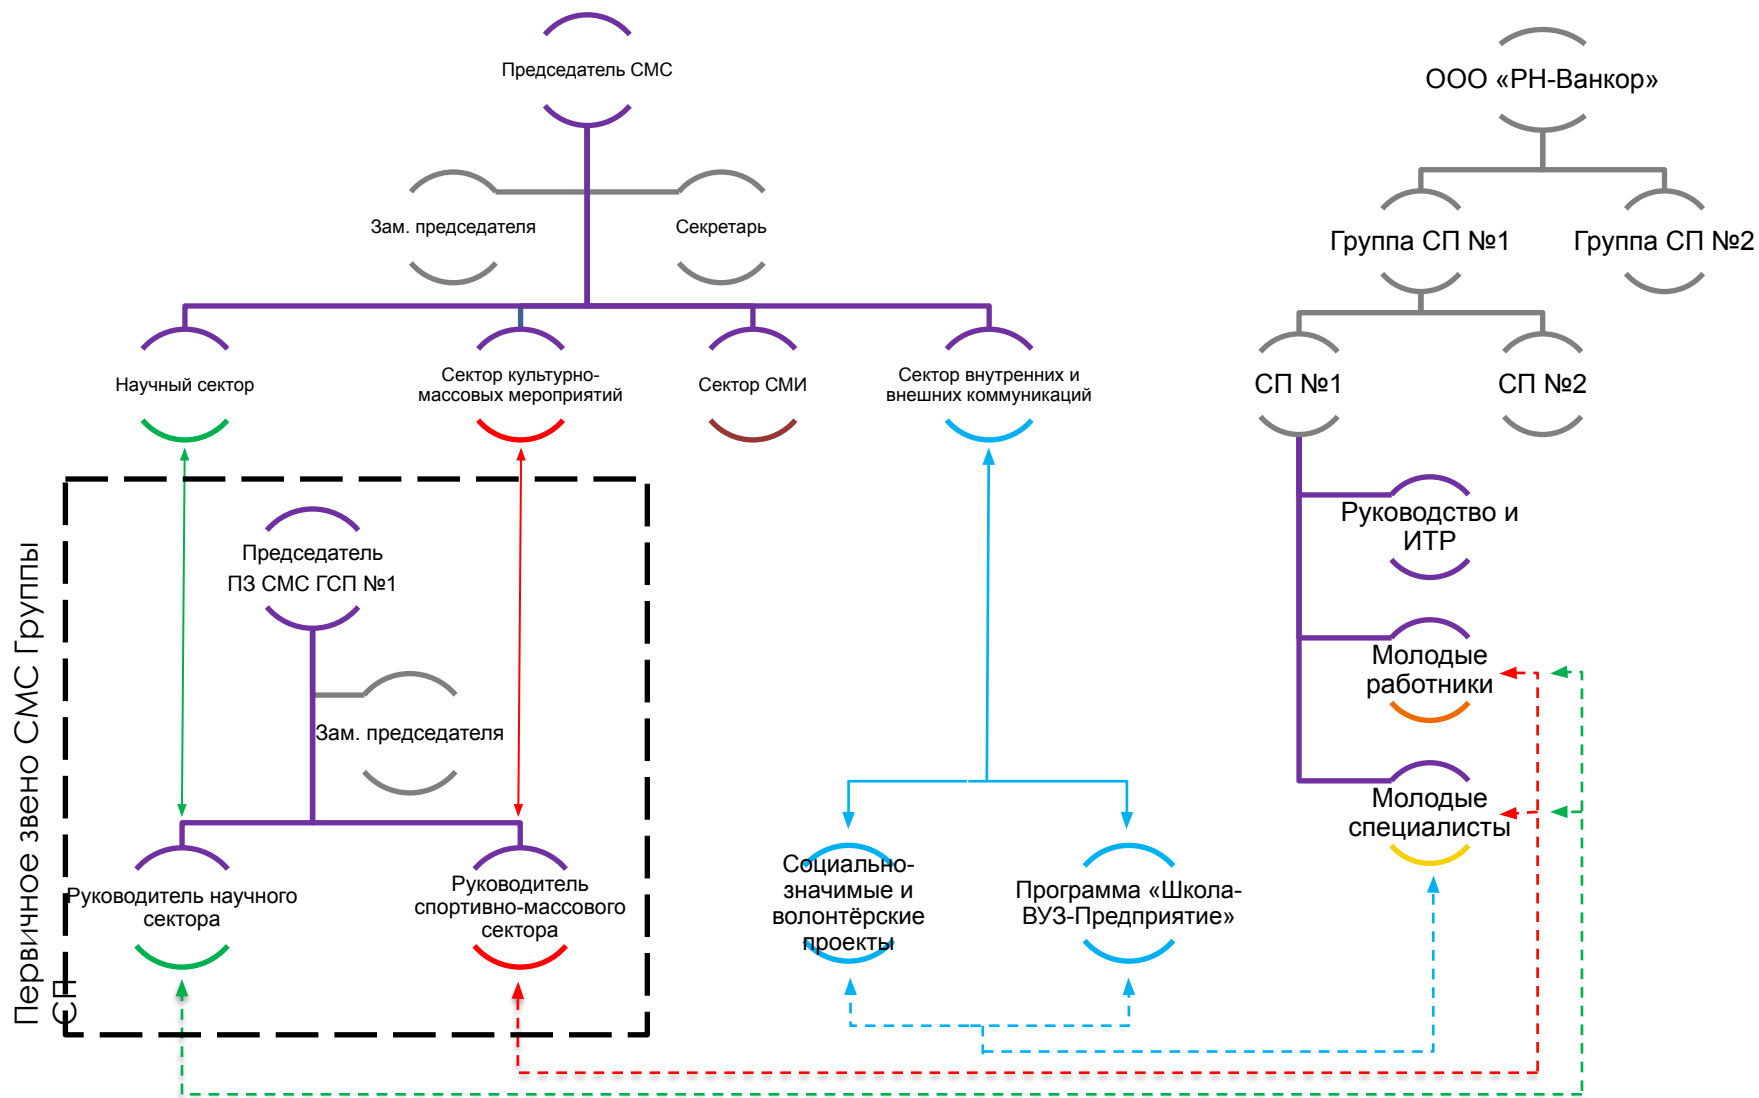 Председатель СМС
ООО «РН-Ванкор»
Зам. председателя
Секретарь
Группа СП №1
Группа СП №2
Научный сектор
Сектор культурно-
массовых мероприятий
Сектор СМИ
Сектор внутренних и
внешних коммуникаций
СП №1
СП №2
Первичное звено СМС Группы
СП
Председатель
ПЗ СМС ГСП №1
Зам. председателя
Руководитель научного
сектора
Руководитель
спортивно-массового
сектора
Социально-
значимые и
волонтёрские
проекты
Программа «Школа-
ВУЗ-Предприятие»
Руководство и
ИТР
Молодые
работники
Молодые
специалисты